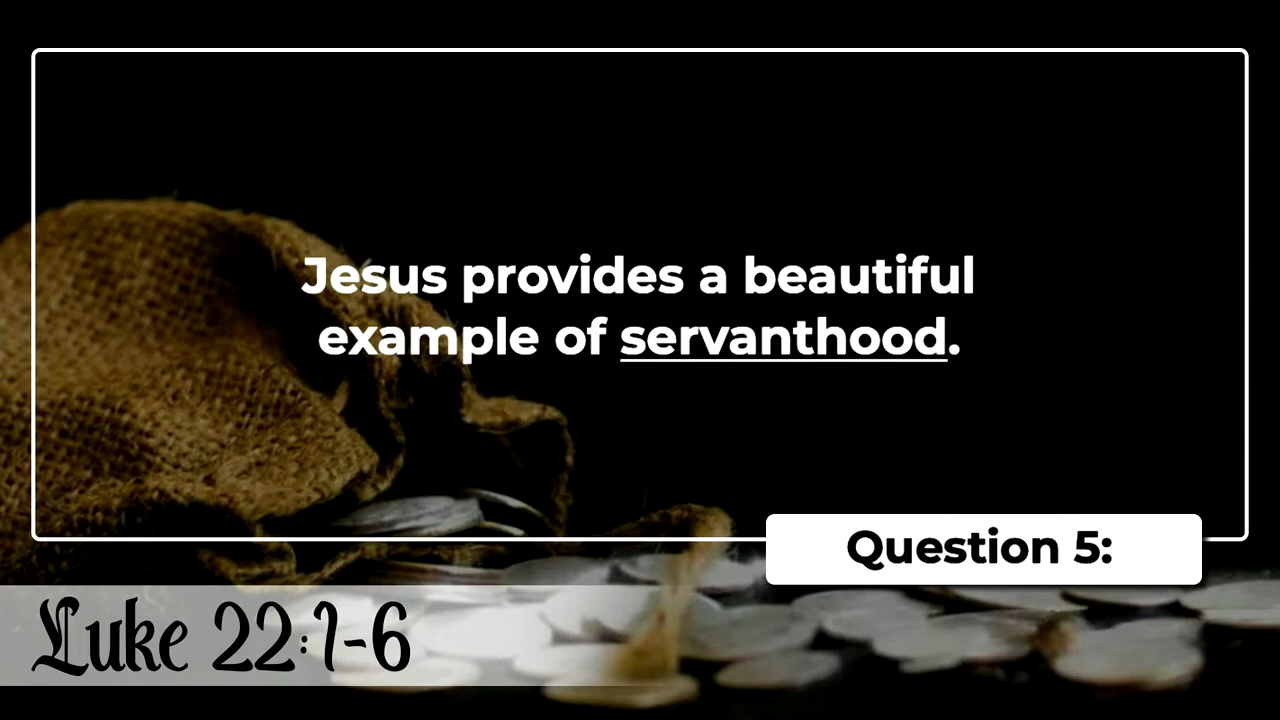 Jesus provides a beautiful
example of servanthood.
Question 5:
Luke 22:1-6